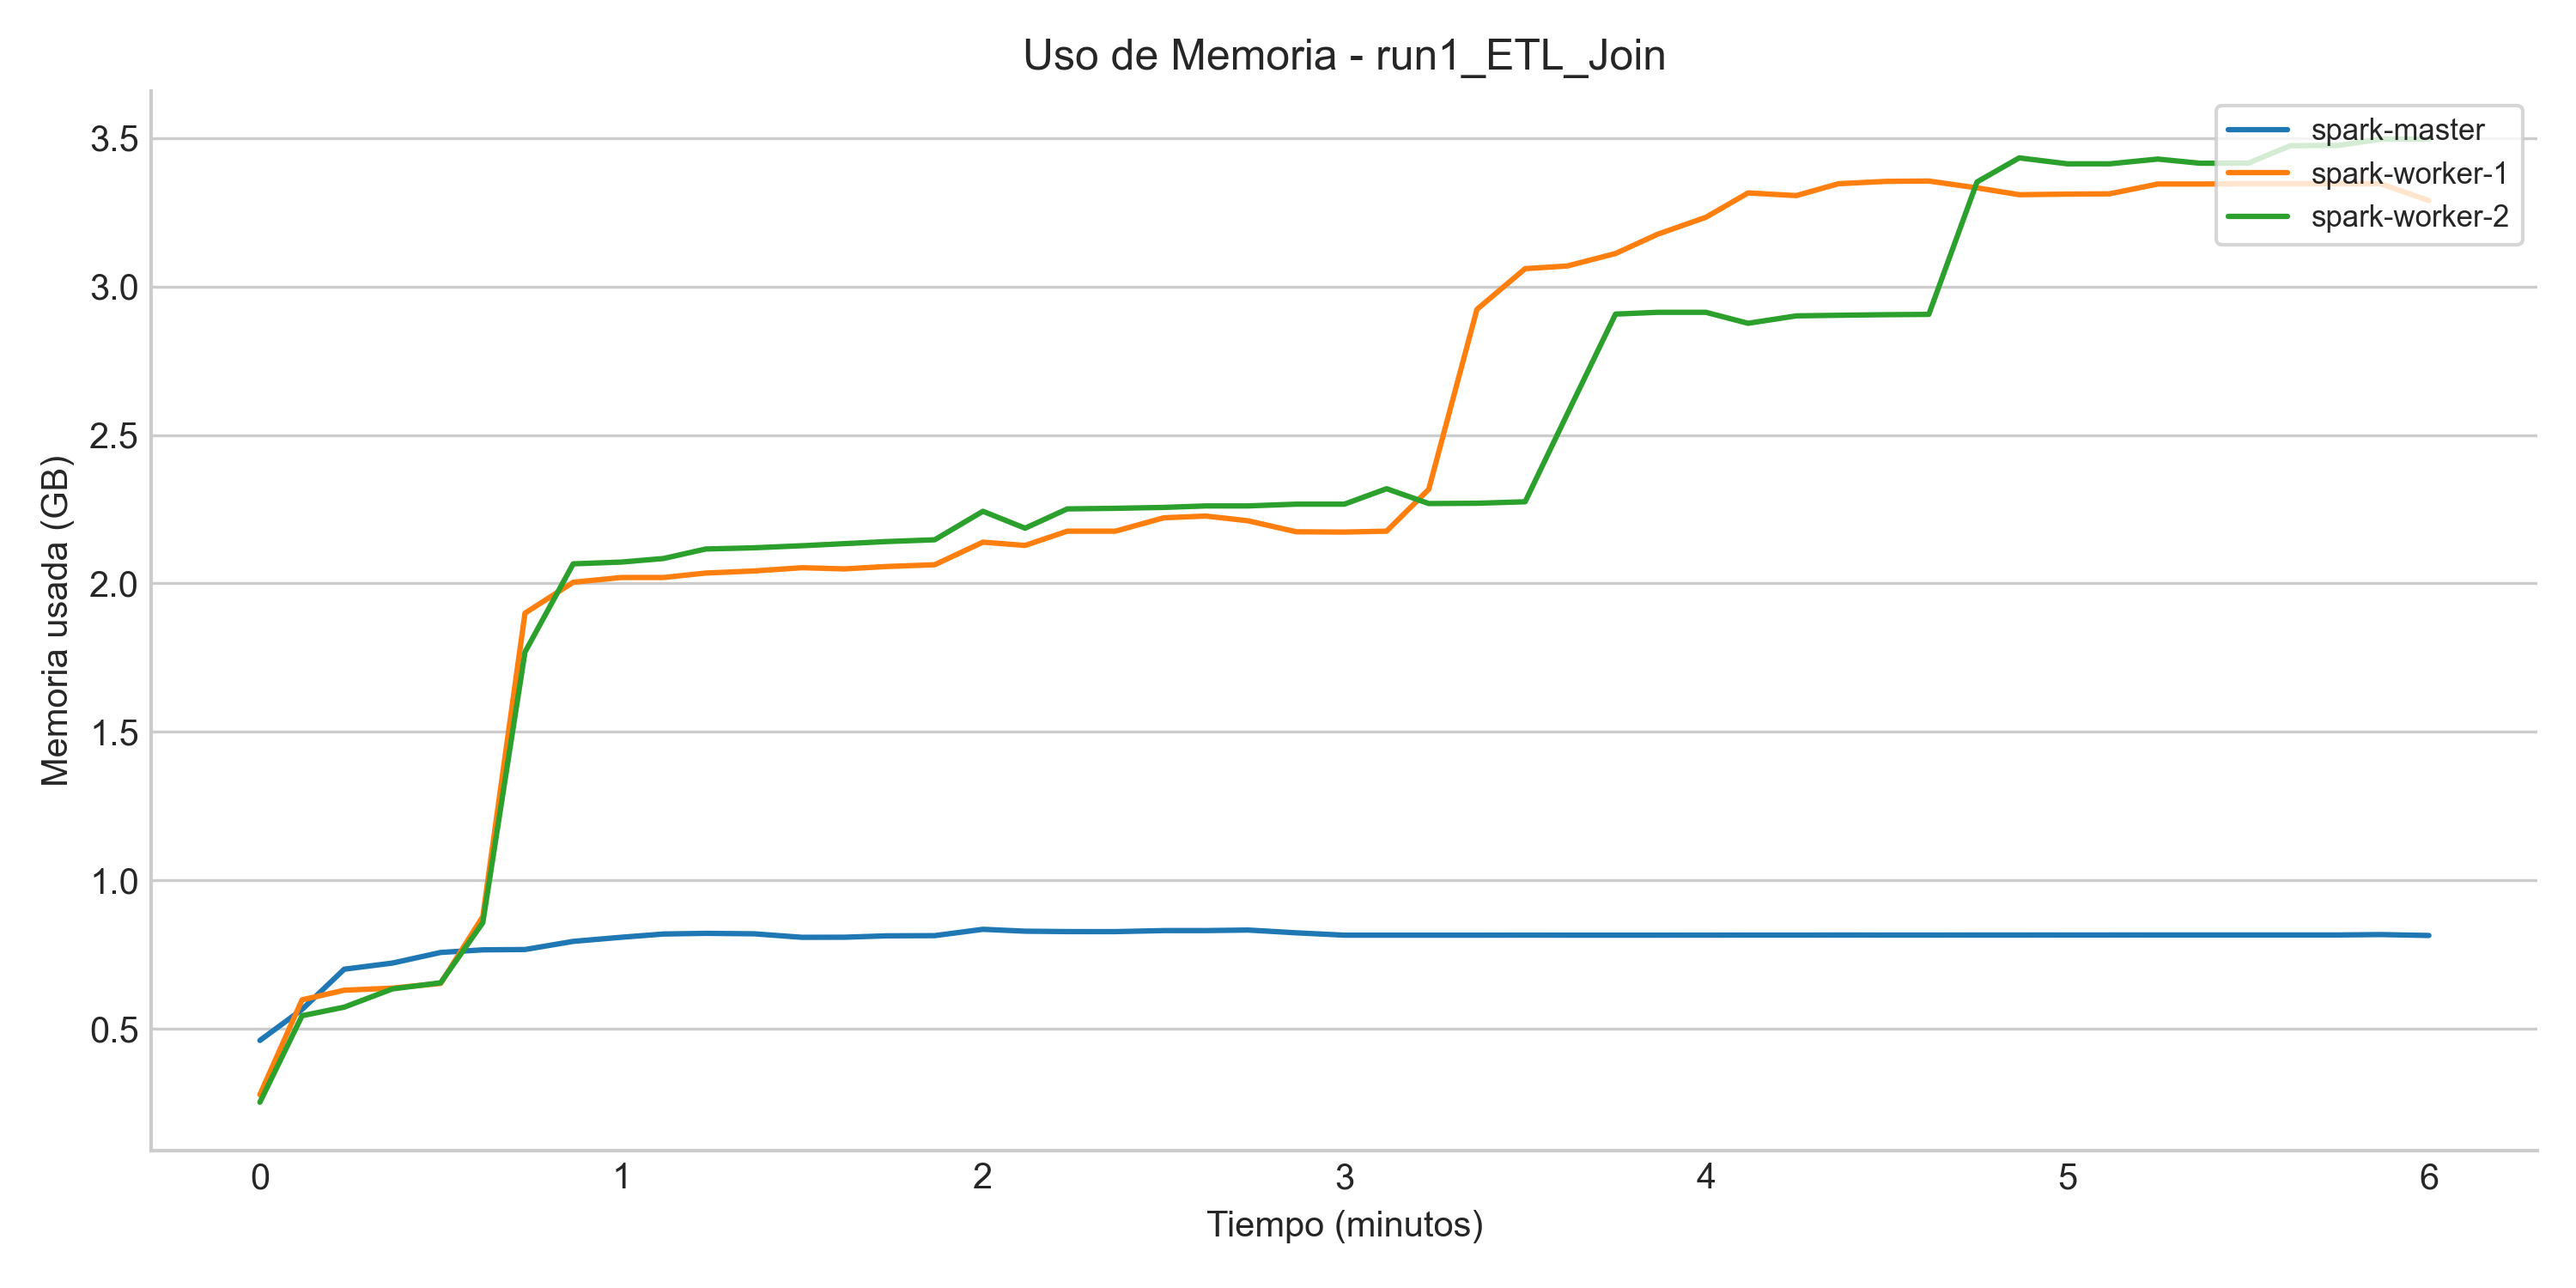 Uso de Memoria - run1_ETL_Join
spark-master
spark-worker-1
spark-worker-2
Memoria usada (GB)
3.5
3.0
2.5
2.0
1.5
1.0
0.5
0 1 2 3 4 5 6
Tiempo (minutos)